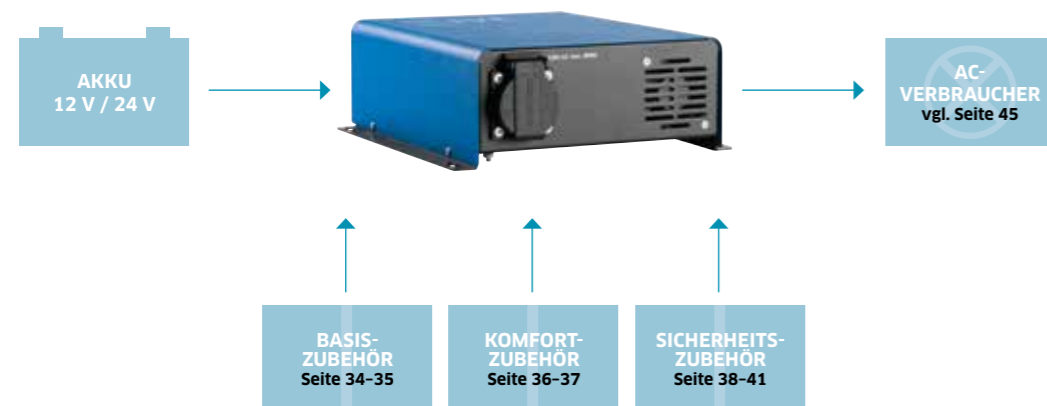 AKKU
12 V / 24 V
AC-
VERBRAUCHER
vgl. Seite 45
BASIS-
ZUBEHÖR
Seite 34–35
KOMFORT-
ZUBEHÖR
Seite 36–37
SICHERHEITS-
ZUBEHÖR
Seite 38–41